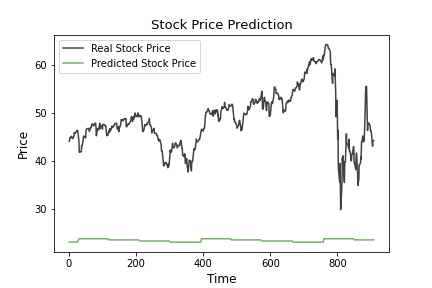 Stock Price Prediction
Real Stock Price
Predicted Stock Price
Price
60
50
40
30
0 200 400 600 800
Time